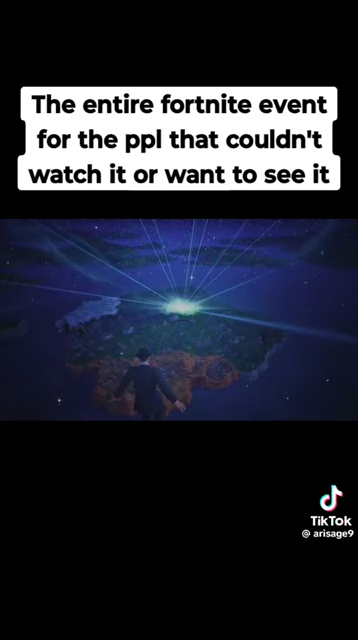 The entire fortnite event
for the ppl that couldn't
watch it or want to see it
TikTok
@ arisage9